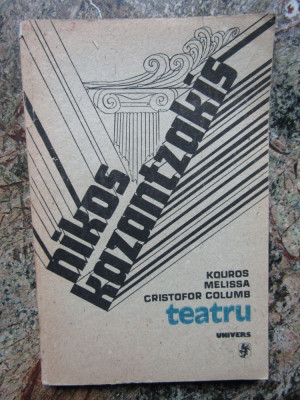 nikos
kazantzakis
KOUROS
MELISSA
CRISTOFOR COLUMB
teatru
UNIVERS